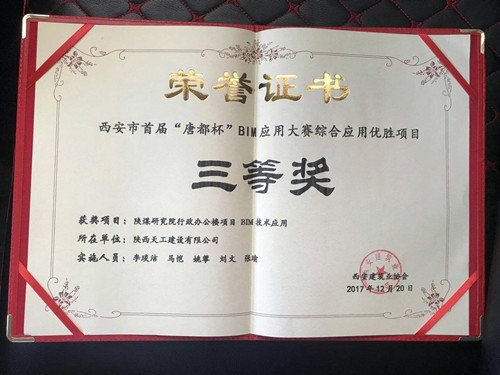 荣誉证书
西安市首届“唐都杯”BIM应用大赛综合应用优胜项目
三等奖
获奖项目：陕煤研究院行政办公楼项目 BIM技术应用
所在单位：陕西天工建设有限公司
实施人员：李琰洁 马恺 姚攀 刘文 张瑜
西安建筑业协会
2017年12月20日